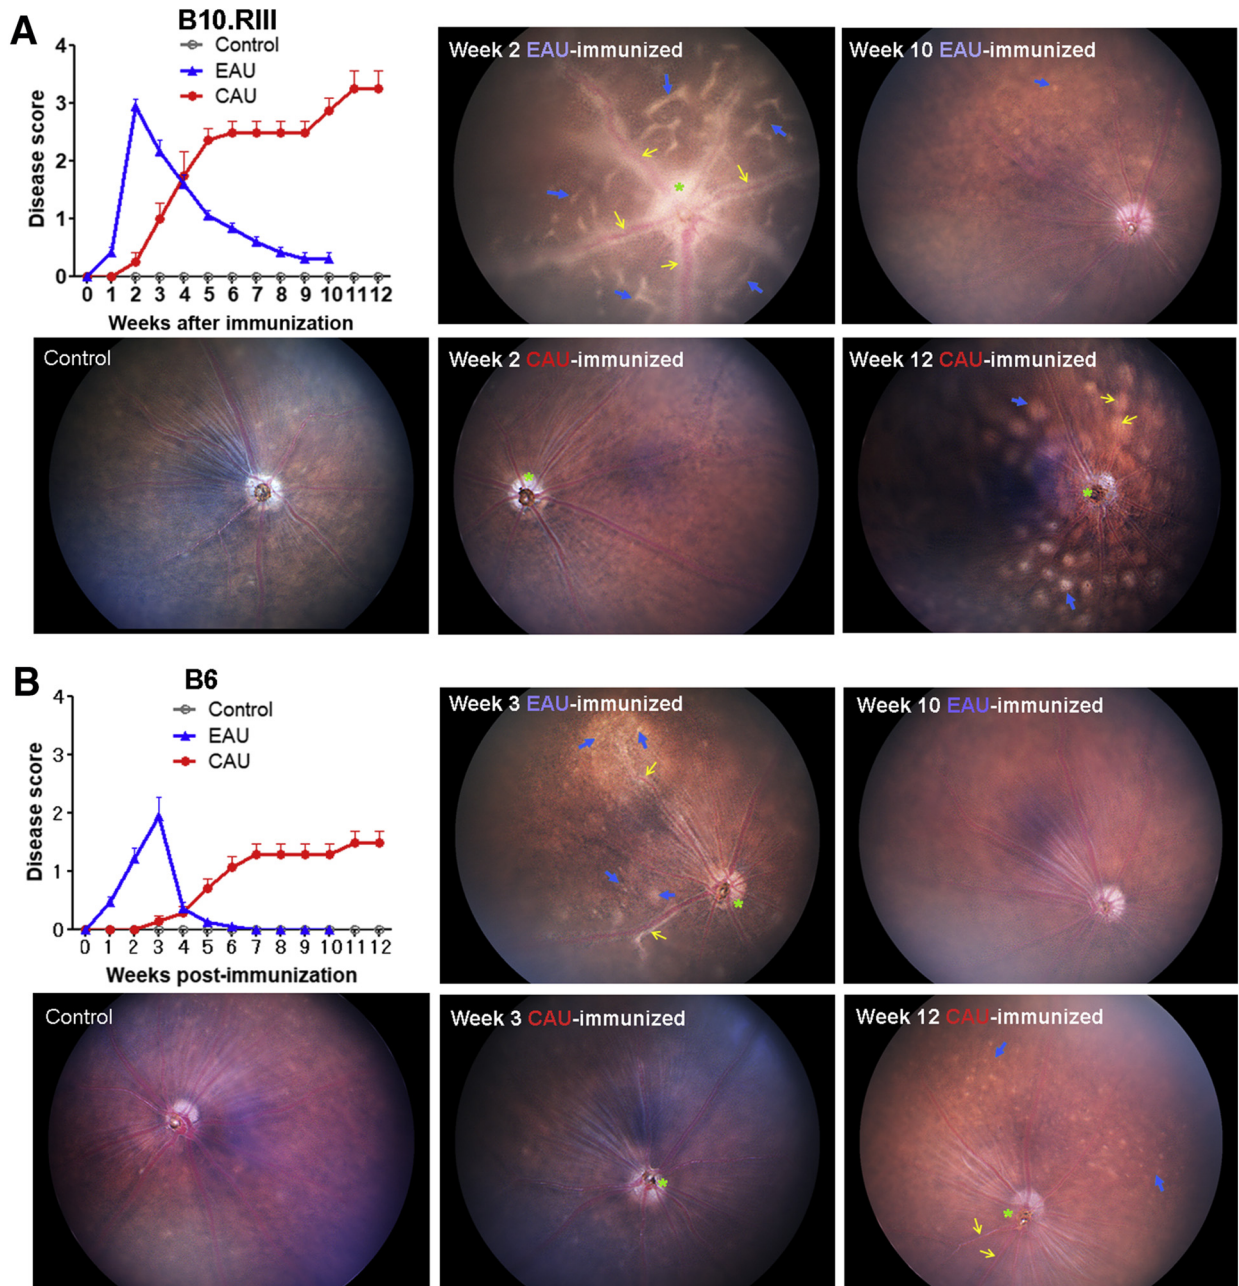 A
B10.RIII
Control
EAU
CAU
4
3
2
1
0
Disease score
0 1 2 3 4 5 6 7 8 9 10 11 12
Weeks after immunization
Week 2 EAU-immunized
*
Week 10 EAU-immunized
Control
Week 2 CAU-immunized
*
Week 12 CAU-immunized
*
B
B6
Control
EAU
CAU
4
3
2
1
0
Disease score
0 1 2 3 4 5 6 7 8 9 10 11 12
Weeks post-immunization
Week 3 EAU-immunized
*
Week 10 EAU-immunized
Control
Week 3 CAU-immunized
*
Week 12 CAU-immunized
*